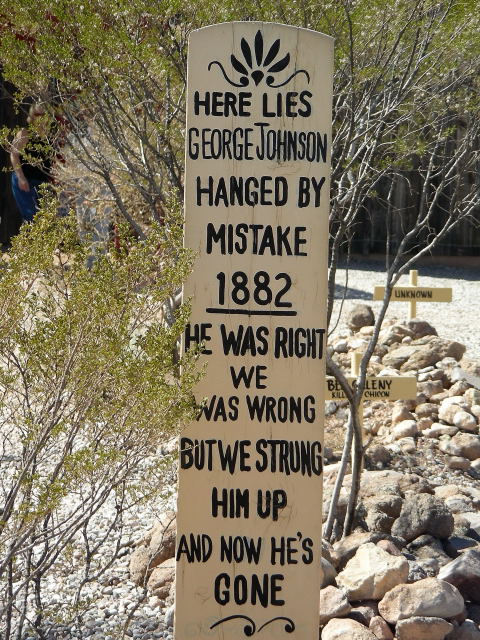 HERE LIES
GEORGE JOHNSON
HANGED BY
MISTAKE
1882
HE WAS RIGHT
WE
WAS WRONG
BUT WE STRUNG
HIM UP
AND NOW HE'S
GONE
UNKNOWN